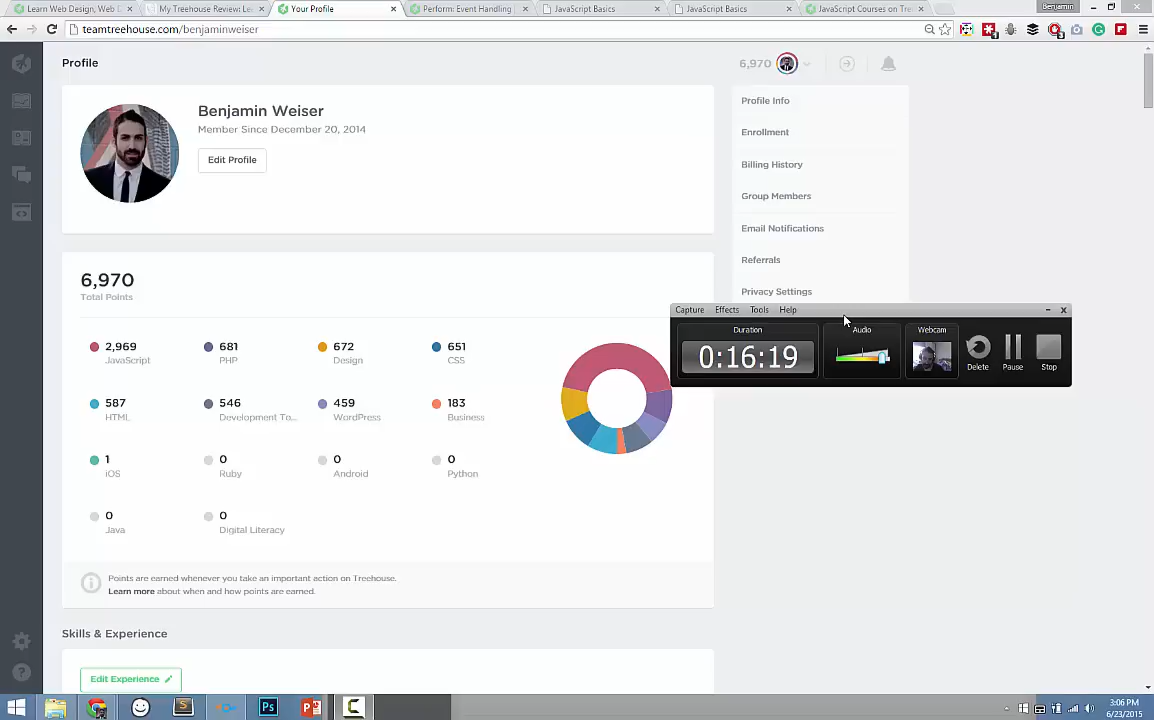 Learn Web Design, Web D
My Treehouse Review: Le
Your Profile
Perform: Event Handling
JavaScript Basics
JavaScript Basics
JavaScript Courses on Tre
Benjamin
teamtreehouse.com/benjaminweiser
Profile
6,970
Benjamin Weiser
Member Since December 20, 2014
Edit Profile
Profile Info
Enrollment
Billing History
Group Members
Email Notifications
Referrals
Privacy Settings
6,970
Total Points
2,969
JavaScript
681
PHP
672
Design
651
CSS
587
HTML
546
Development To...
459
WordPress
183
Business
1
iOS
0
Ruby
0
Android
0
Python
0
Java
0
Digital Literacy
Points are earned whenever you take an important action on Treehouse.
Learn more about when and how points are earned.
Capture Effects Tools Help
Duration
0:16:19
Audio
Webcam
Delete
Pause
Stop
Skills & Experience
Edit Experience
Ps
3:06 PM
6/23/2015